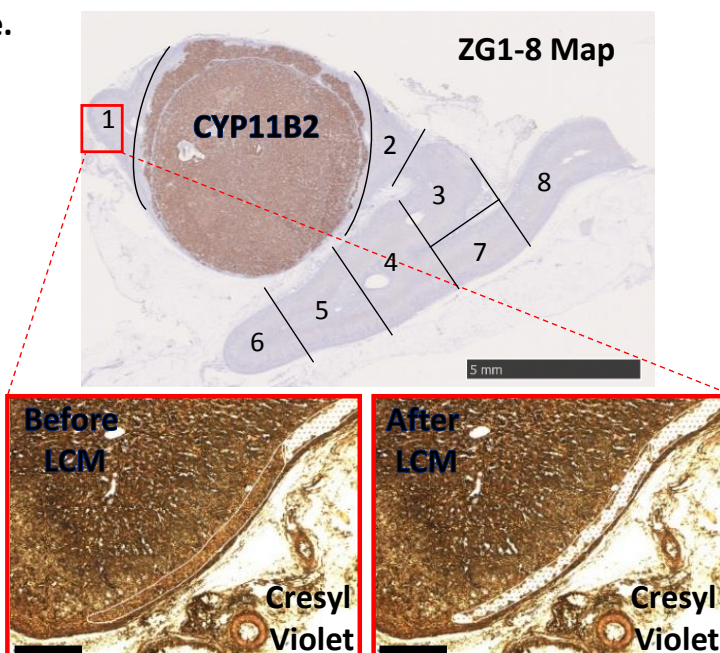 e.
ZG1-8 Map
1
CYP11B2
2
3
8
4
7
5
6
5 mm
Before
LCM
Cresyl
Violet
After
LCM
Cresyl
Violet